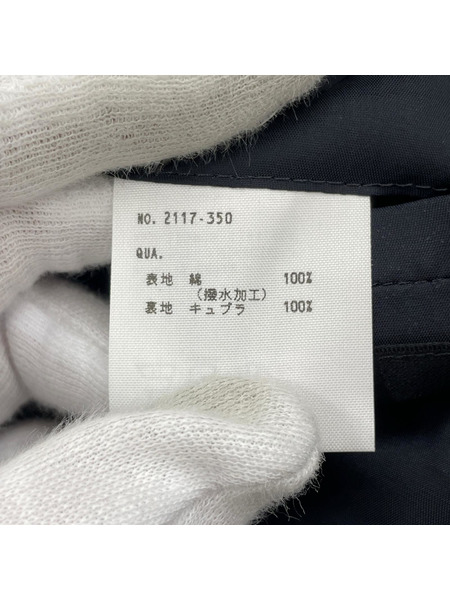 NO. 2117-350
QUA.
表地 綿 100%
(撥水加工)
裏地 キュプラ 100%